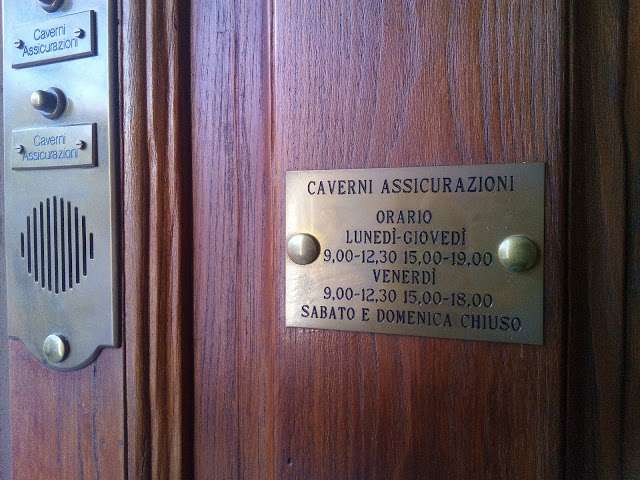 Caverni
Assicurazioni
Caverni
Assicurazioni
CAVERNI ASSICURAZIONI
ORARIO
LUNEDÌ-GIOVEDÌ
9,00-12,30 15,00-19,00
VENERDÌ
9,00-12,30 15,00-18,00
SABATO E DOMENICA CHIUSO